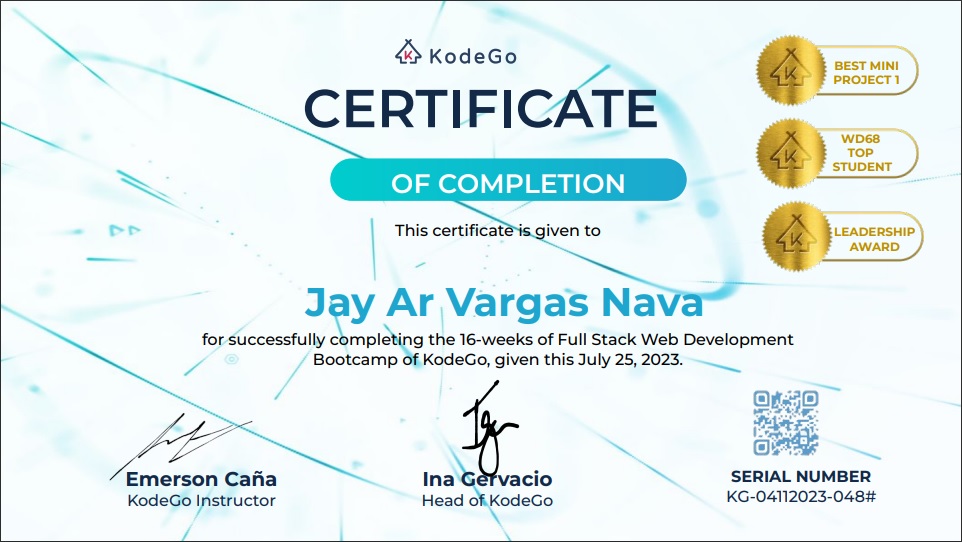 KodeGo
CERTIFICATE
OF COMPLETION
This certificate is given to
Jay Ar Vargas Nava
for successfully completing the 16-weeks of Full Stack Web Development
Bootcamp of KodeGo, given this July 25, 2023.
BEST MINI
PROJECT 1
WD68
TOP
STUDENT
LEADERSHIP
AWARD
Emerson Caña
KodeGo Instructor
Ina Gervacio
Head of KodeGo
SERIAL NUMBER
KG-04112023-048#